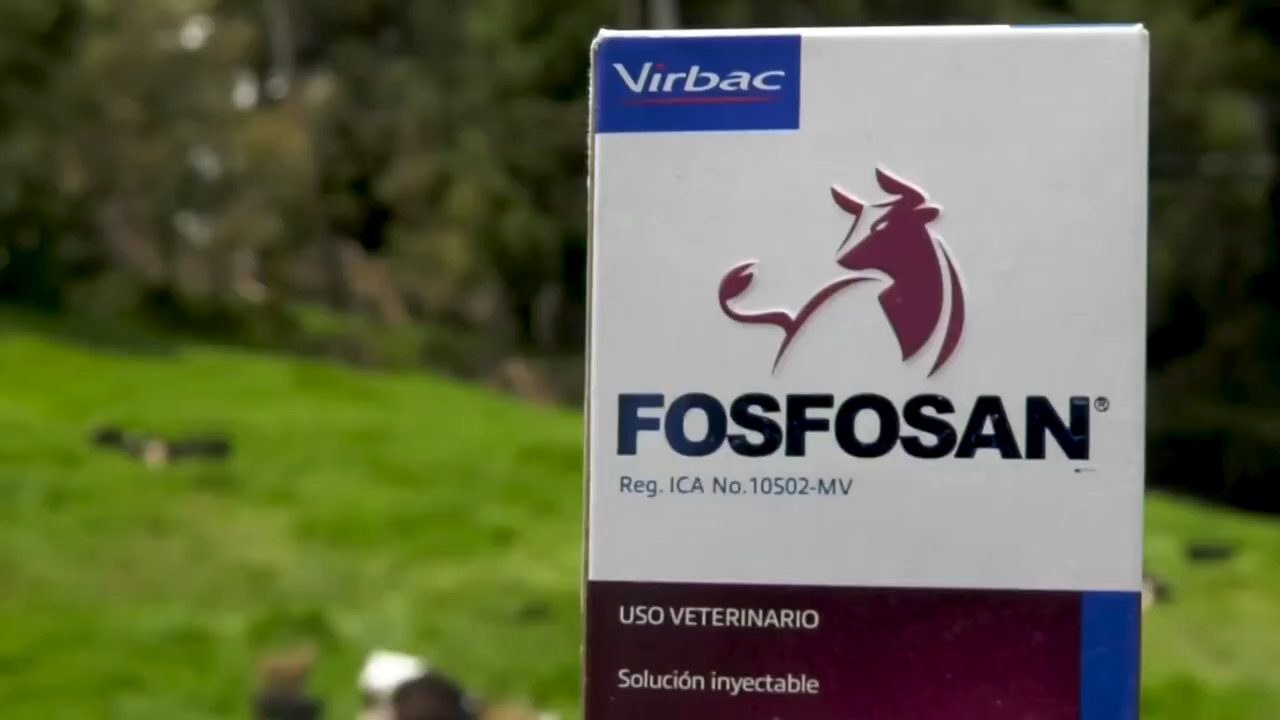 Virbac
FOSFOSAN®
Reg. ICA No.10502-MV
USO VETERINARIO
Solución inyectable